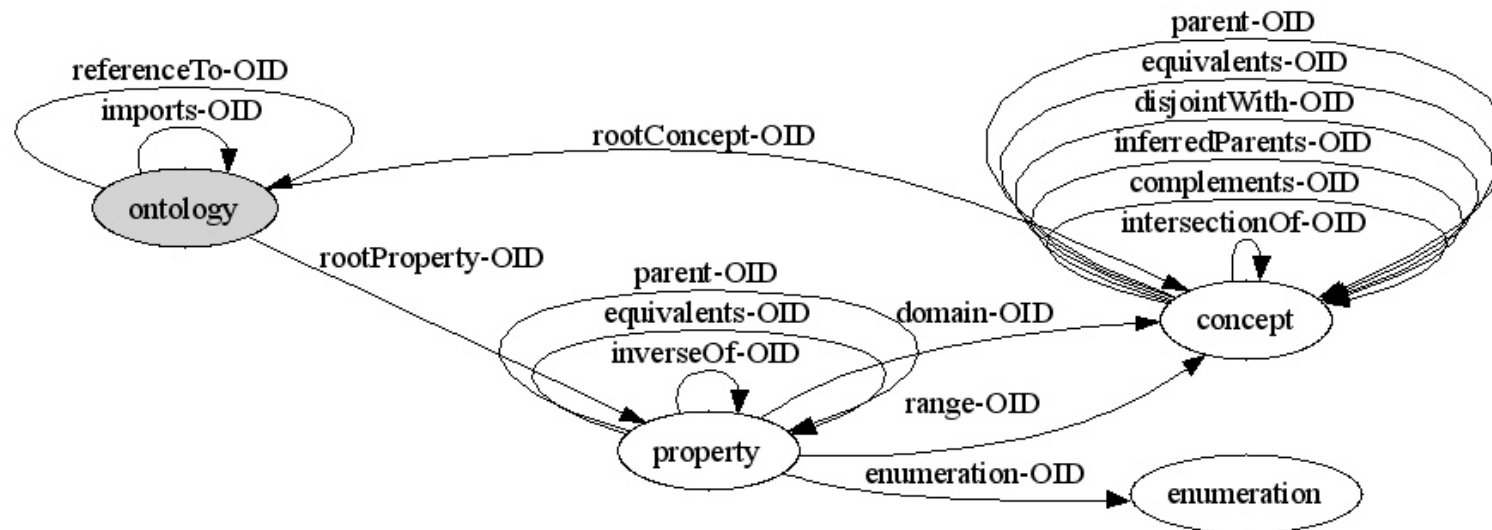 parent-OID
equivalents-OID
disjointWith-OID
inferredParents-OID
complements-OID
intersectionOf-OID
referenceTo-OID
imports-OID
rootConcept-OID
ontology
rootProperty-OID
parent-OID
equivalents-OID
inverseOf-OID
domain-OID
concept
range-OID
property
enumeration-OID
enumeration